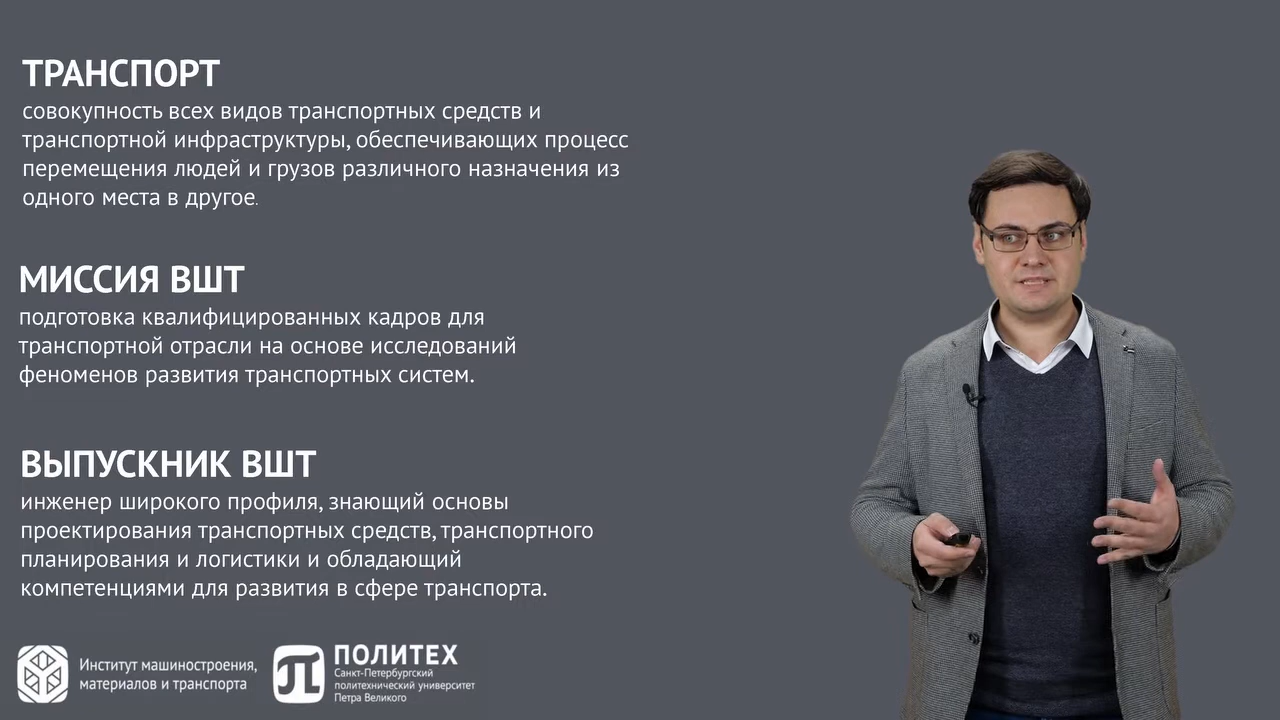 ТРАНСПОРТ
совокупность всех видов транспортных средств и
транспортной инфраструктуры, обеспечивающих процесс
перемещения людей и грузов различного назначения из
одного места в другое.
МИССИЯ ВШТ
подготовка квалифицированных кадров для
транспортной отрасли на основе исследований
феноменов развития транспортных систем.
ВЫПУСКНИК ВШТ
инженер широкого профиля, знающий основы
проектирования транспортных средств, транспортного
планирования и логистики и обладающий
компетенциями для развития в сфере транспорта.
Институт машиностроения,
материалов и транспорта
ПОЛИТЕХ
Санкт-Петербургский
политехнический университет
Петра Великого